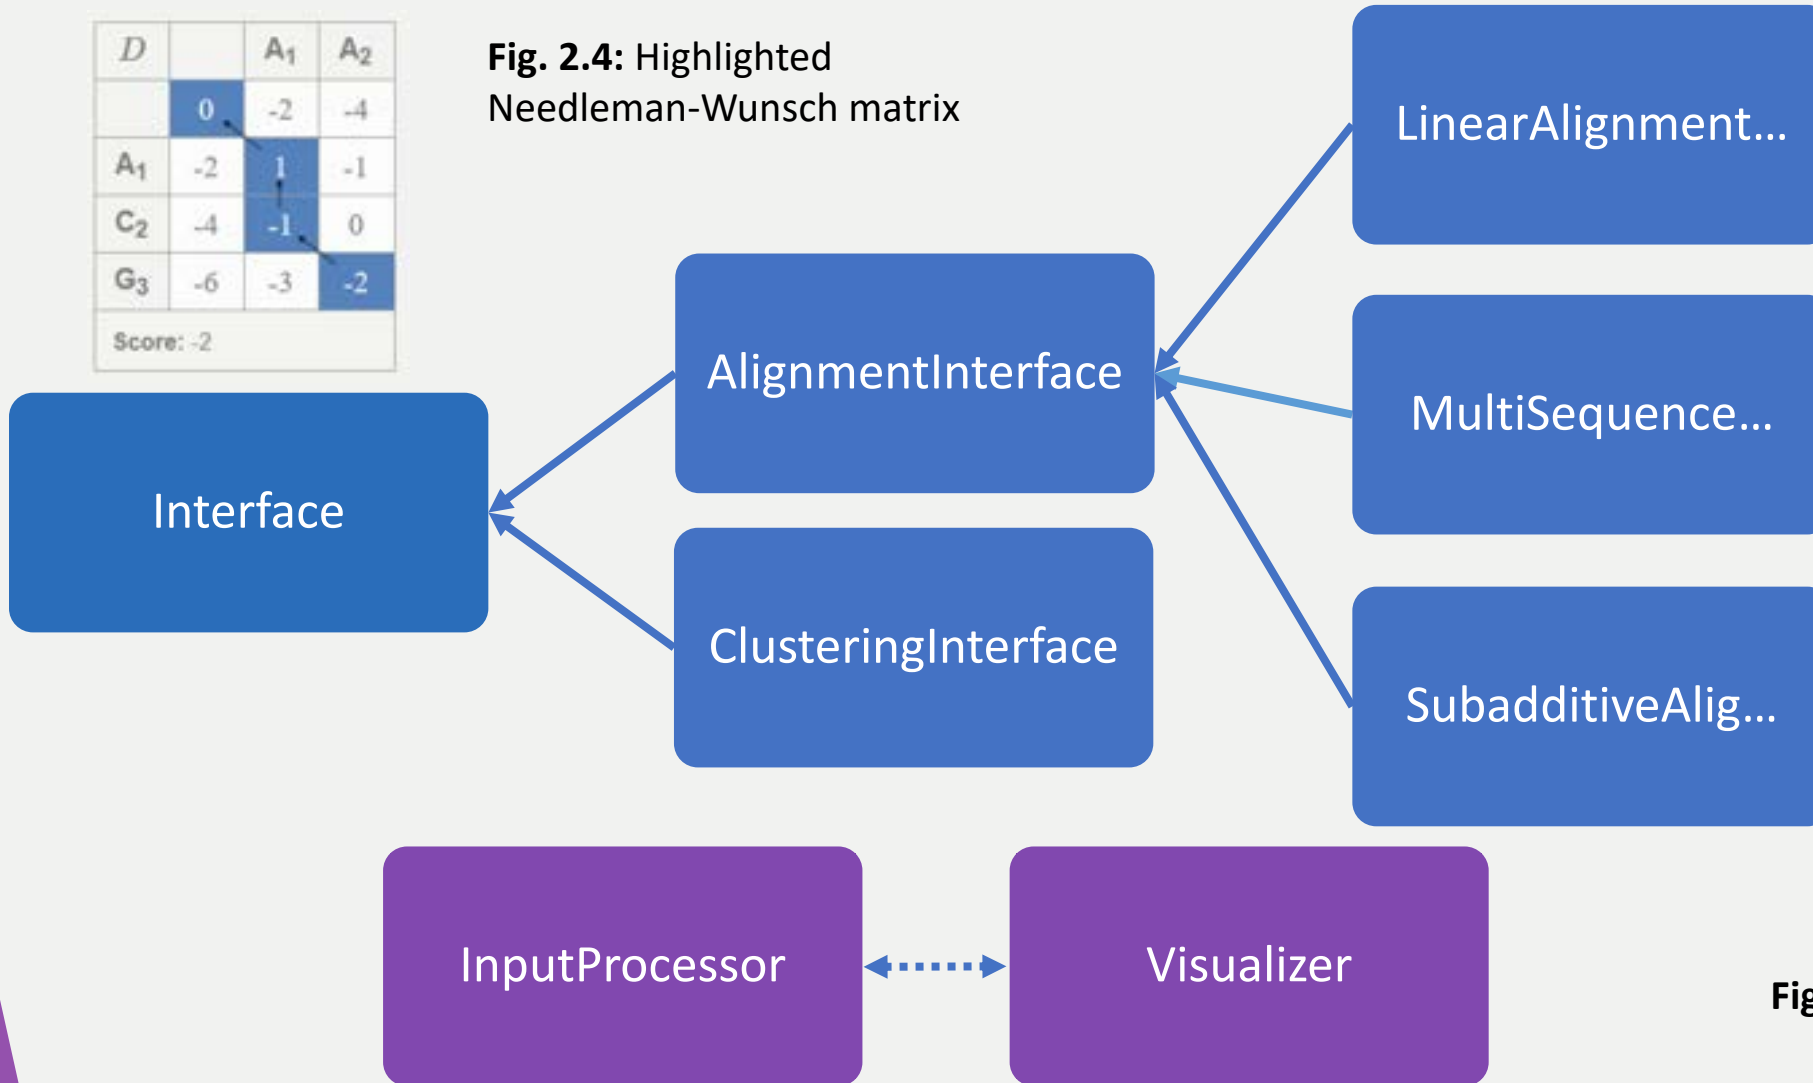 D A₁ A₂
0 -2 -4
A₁ -2 1 -1
C₂ -4 -1 0
G₃ -6 -3 -2
Score: -2
Fig. 2.4: Highlighted
Needleman-Wunsch matrix
LinearAlignment...
AlignmentInterface
MultiSequence...
Interface
ClusteringInterface
SubadditiveAlig...
InputProcessor
Visualizer
Fig